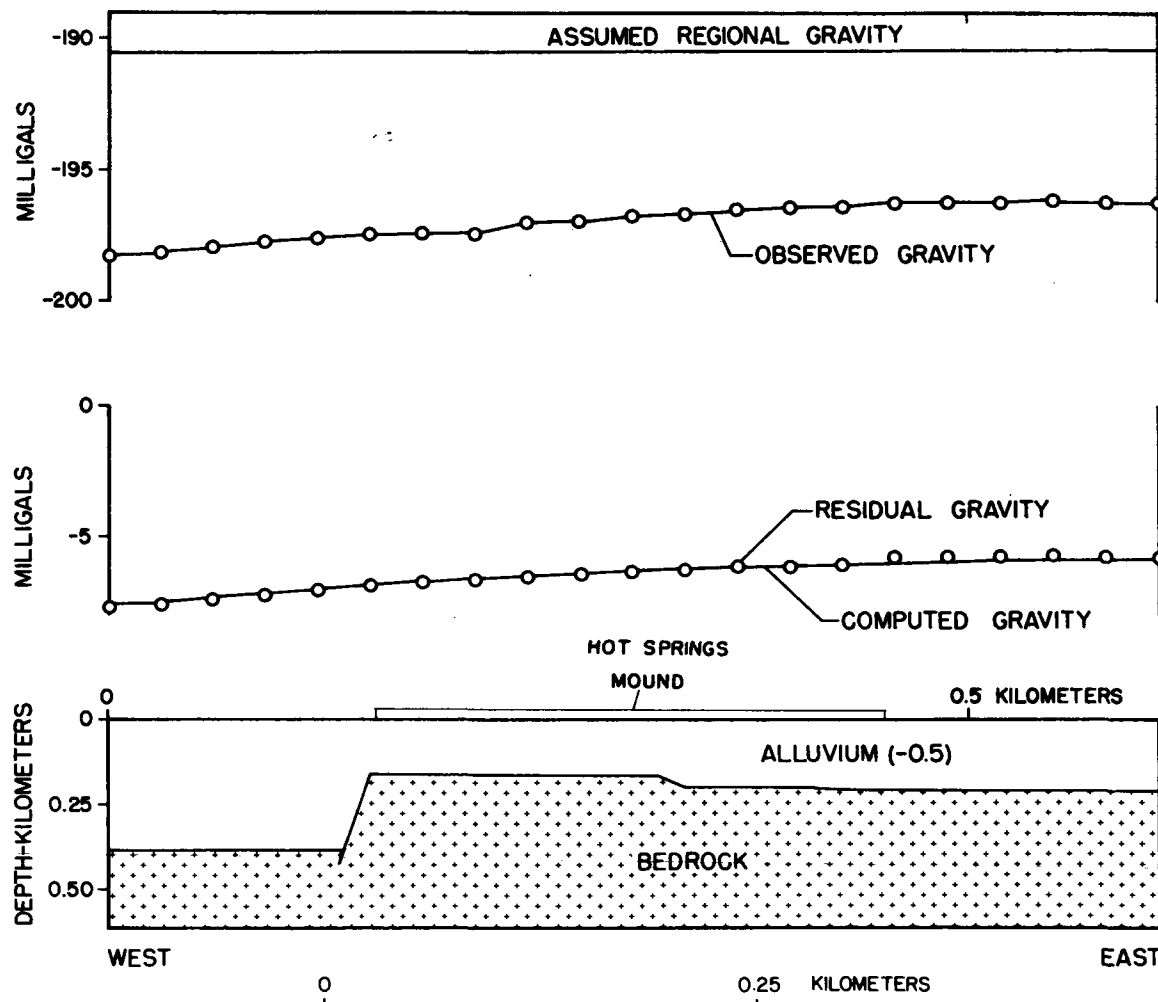 -190
ASSUMED REGIONAL GRAVITY
MILLIGALS
-195
OBSERVED GRAVITY
-200
0
MILLIGALS
RESIDUAL GRAVITY
-5
COMPUTED GRAVITY
HOT SPRINGS
MOUND
0
0.5 KILOMETERS
DEPTH-KILOMETERS
0
ALLUVIUM (-0.5)
0.25
BEDROCK
0.50
WEST
EAST
0
0.25 KILOMETERS